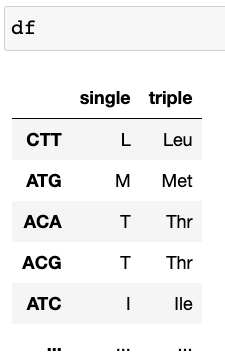 df
single triple
CTT L Leu
ATG M Met
ACA T Thr
ACG T Thr
ATC I Ile
... ... ...